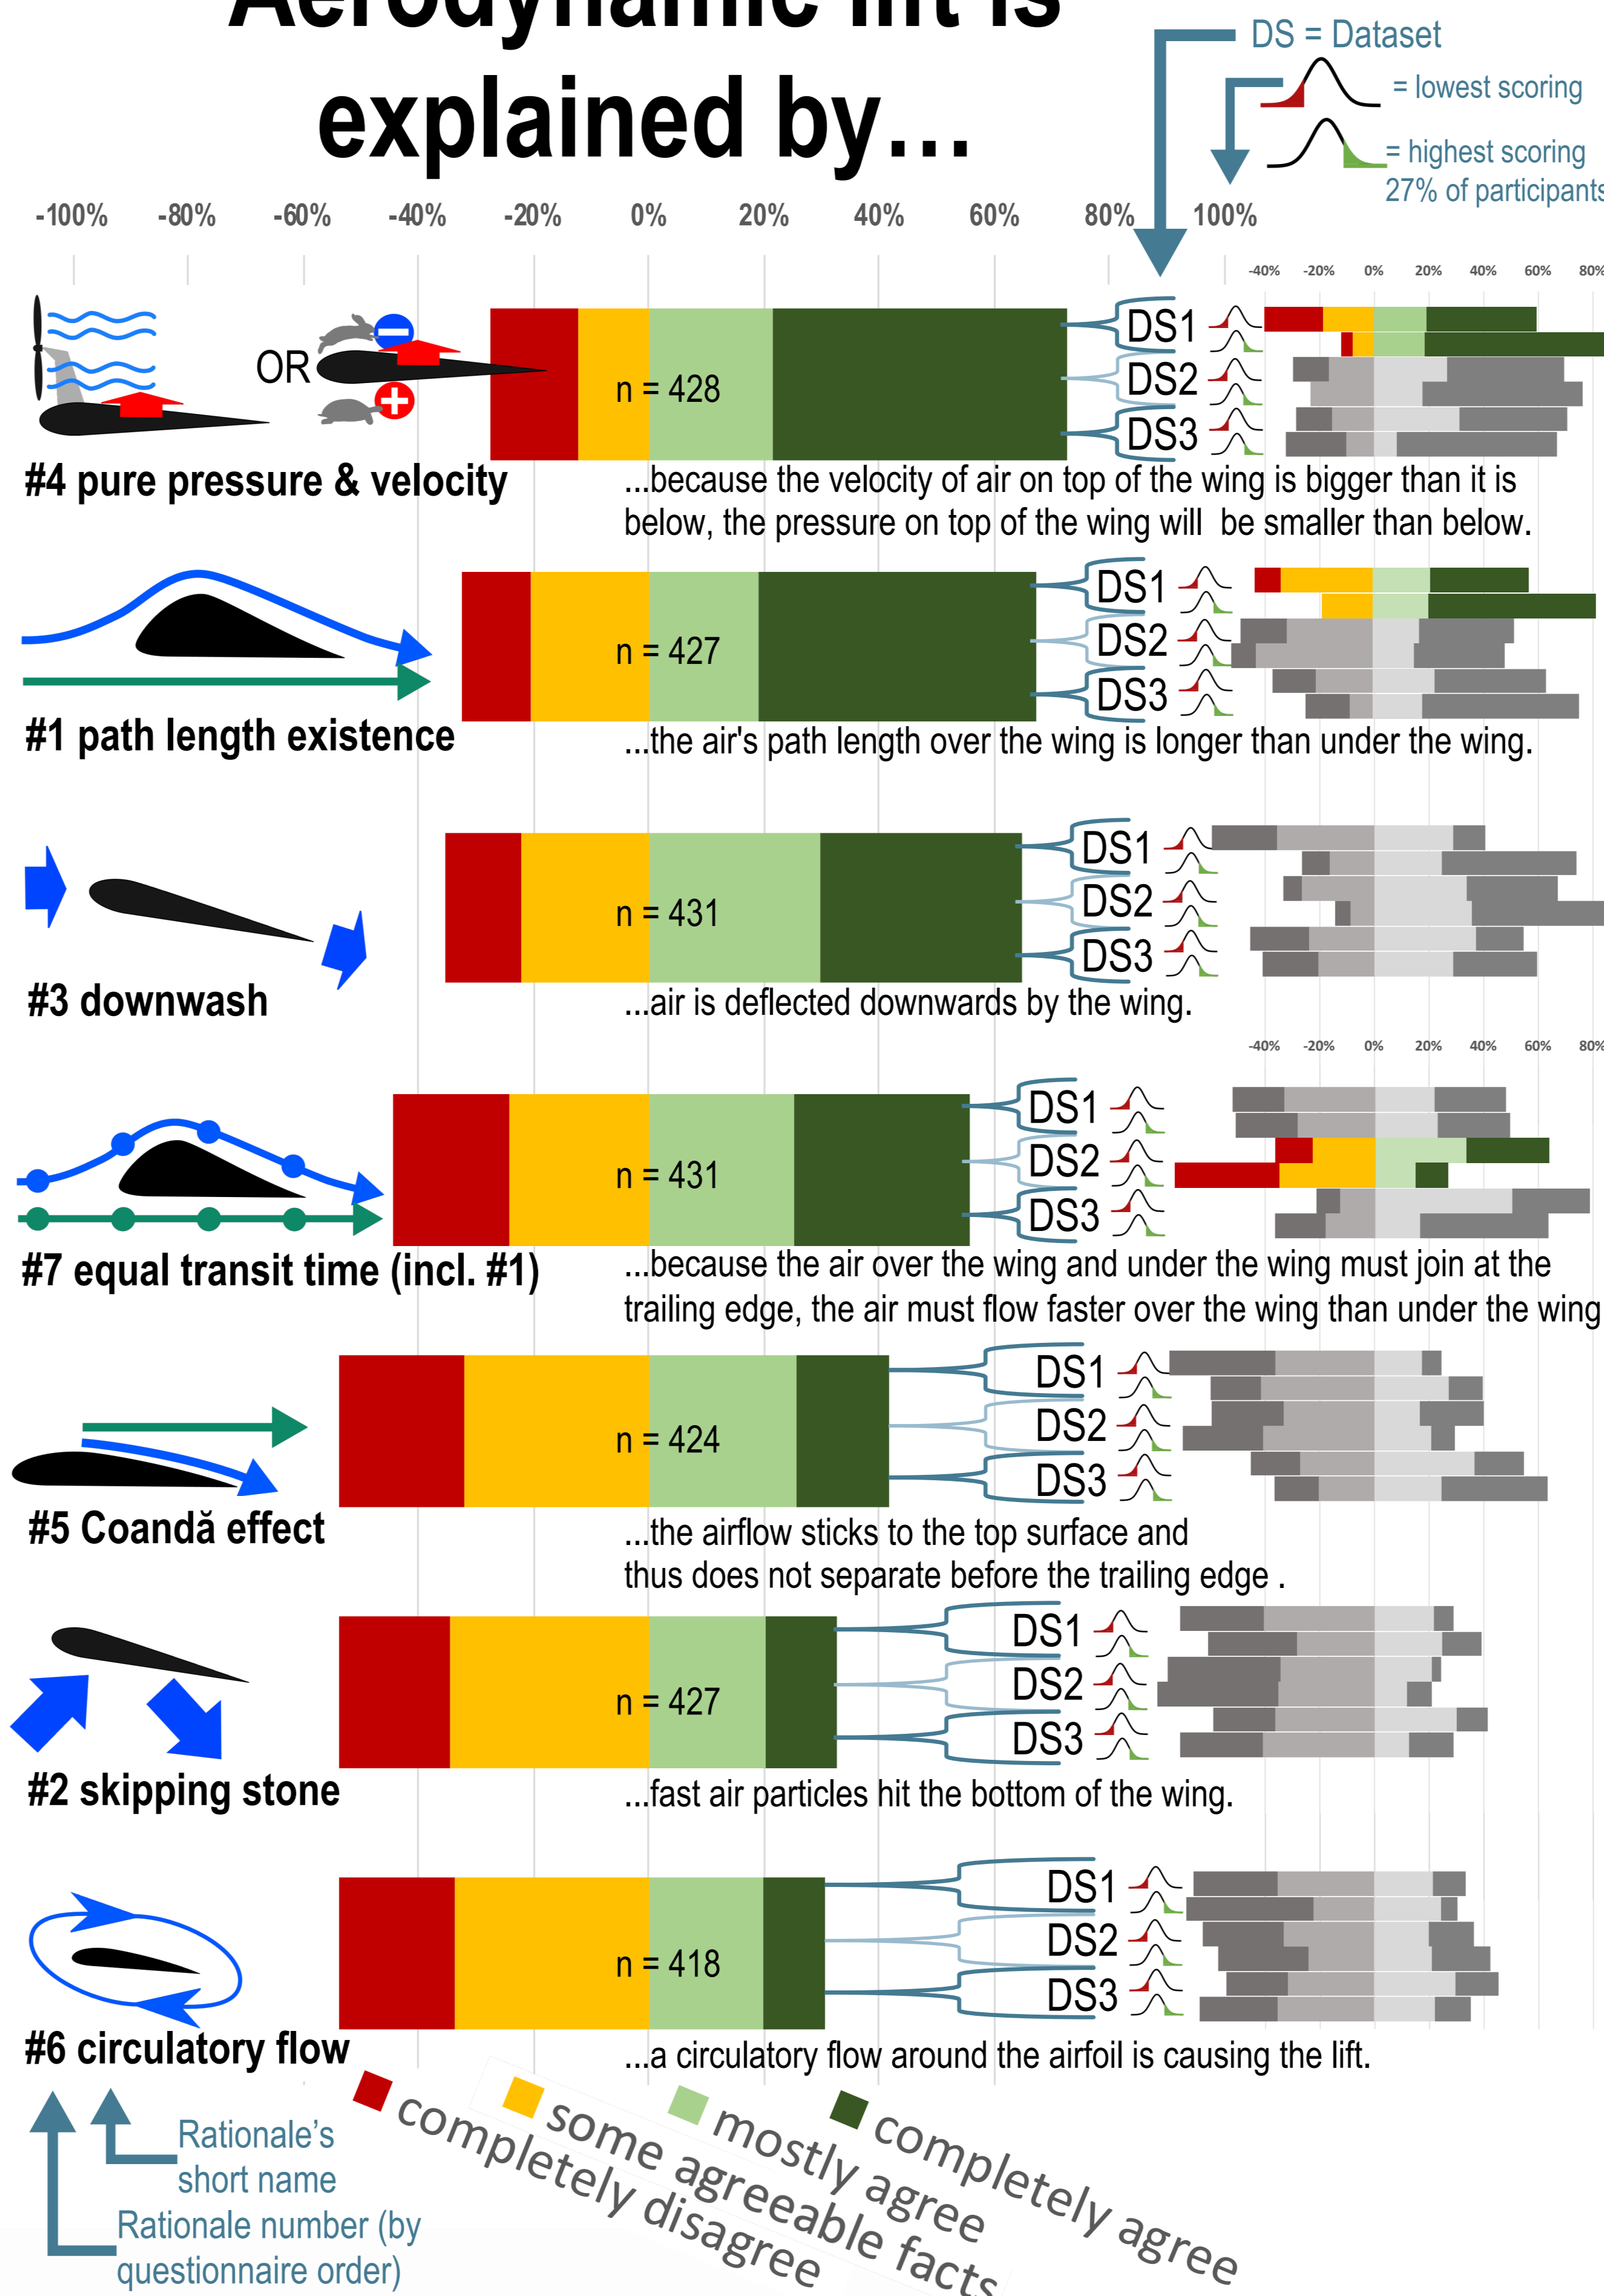 Aerodynamic lift is
explained by...
DS = Dataset
= lowest scoring
= highest scoring
27% of participants
-100% -80% -60% -40% -20% 0% 20% 40% 60% 80% 100%
-40% -20% 0% 20% 40% 60% 80%
OR
n = 428
DS1
DS2
DS3
#4 pure pressure & velocity
...because the velocity of air on top of the wing is bigger than it is
below, the pressure on top of the wing will be smaller than below.
n = 427
DS1
DS2
DS3
#1 path length existence
...the air's path length over the wing is longer than under the wing.
n = 431
DS1
DS2
DS3
#3 downwash
...air is deflected downwards by the wing.
-40% -20% 0% 20% 40% 60% 80%
n = 431
DS1
DS2
DS3
#7 equal transit time (incl. #1)
...because the air over the wing and under the wing must join at the
trailing edge, the air must flow faster over the wing than under the wing
n = 424
DS1
DS2
DS3
#5 Coandă effect
...the airflow sticks to the top surface and
thus does not separate before the trailing edge .
n = 427
DS1
DS2
DS3
#2 skipping stone
...fast air particles hit the bottom of the wing.
n = 418
DS1
DS2
DS3
#6 circulatory flow
...a circulatory flow around the airfoil is causing the lift.
completely disagree
some agreeable facts
mostly agree
completely agree
Rationale's
short name
Rationale number (by
questionnaire order)